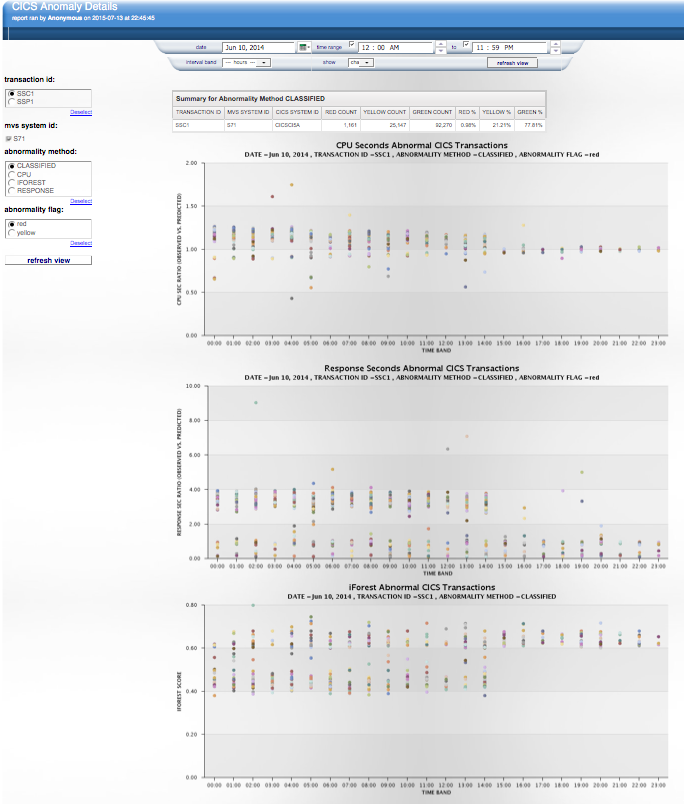 CICS Anomaly Details
report ran by Anonymous on 2015-07-13 at 22:45:45
date Jun 10, 2014 time range 12 : 00 AM to 11 : 59 PM
interval band --- hours --- show cha refresh view
transaction id:
SSC1
SSP1
Deselect
mvs system id:
S71
abnormality method:
CLASSIFIED
CPU
IFOREST
RESPONSE
Deselect
abnormality flag:
red
yellow
Deselect
refresh view
Summary for Abnormality Method CLASSIFIED
TRANSACTION ID MVS SYSTEM ID CICS SYSTEM ID RED COUNT YELLOW COUNT GREEN COUNT RED % YELLOW % GREEN %
SSC1 S71 CICSCISA 1,161 25,147 92,270 0.98% 21.21% 77.81%
CPU Seconds Abnormal CICS Transactions
DATE =Jun 10, 2014 , TRANSACTION ID =SSC1 , ABNORMALITY METHOD =CLASSIFIED , ABNORMALITY FLAG =red
CPU SEC RATIO (OBSERVED VS. PREDICTED)
2.00
1.50
1.00
0.50
0.00
00:00 01:00 02:00 03:00 04:00 05:00 06:00 07:00 08:00 09:00 10:00 11:00 12:00 13:00 14:00 15:00 16:00 17:00 18:00 19:00 20:00 21:00 22:00 23:00
TIME BAND
Response Seconds Abnormal CICS Transactions
DATE =Jun 10, 2014 , TRANSACTION ID =SSC1 , ABNORMALITY METHOD =CLASSIFIED , ABNORMALITY FLAG =red
RESPONSE SEC RATIO (OBSERVED VS. PREDICTED)
10.00
8.00
6.00
4.00
2.00
0.00
00:00 01:00 02:00 03:00 04:00 05:00 06:00 07:00 08:00 09:00 10:00 11:00 12:00 13:00 14:00 15:00 16:00 17:00 18:00 19:00 20:00 21:00 22:00 23:00
TIME BAND
iForest Abnormal CICS Transactions
DATE =Jun 10, 2014 , TRANSACTION ID =SSC1 , ABNORMALITY METHOD =CLASSIFIED
IFOREST SCORE
0.80
0.60
0.40
0.20
0.00
00:00 01:00 02:00 03:00 04:00 05:00 06:00 07:00 08:00 09:00 10:00 11:00 12:00 13:00 14:00 15:00 16:00 17:00 18:00 19:00 20:00 21:00 22:00 23:00
TIME BAND